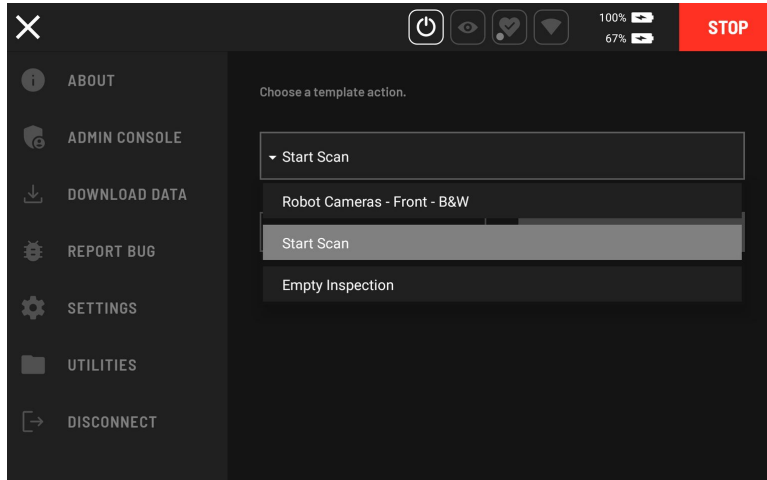 100%
67%
STOP
ABOUT
ADMIN CONSOLE
DOWNLOAD DATA
REPORT BUG
SETTINGS
UTILITIES
DISCONNECT
Choose a template action.
Start Scan
Robot Cameras - Front - B&W
Start Scan
Empty Inspection